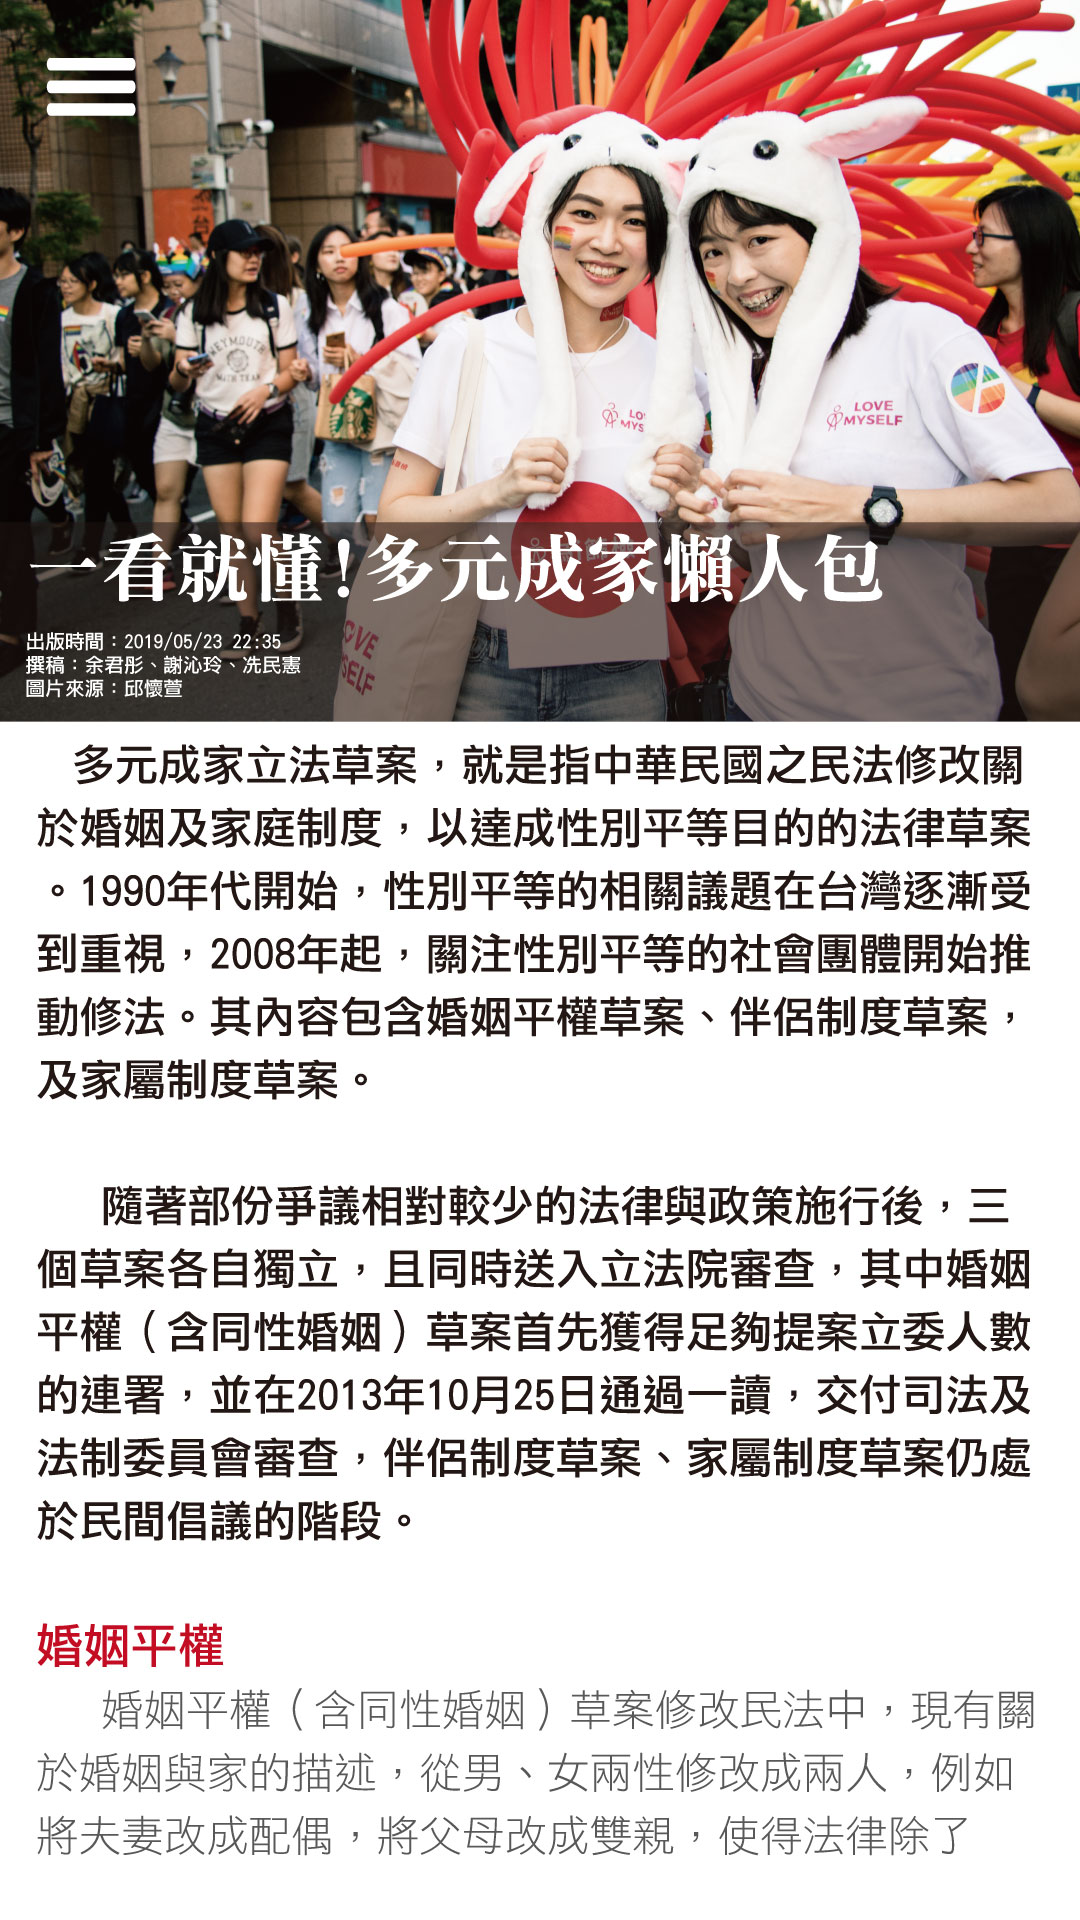 WEYMOUTH
MATH TEAM
LOVE
MYSELF
LO
MYS
一看就懂!多元成家懶人包
OVE
SELF
出版時間：2019/05/23 22:35
撰稿：余君彤、謝沁玲、冼民憲
圖片來源：邱懷萱
多元成家立法草案，就是指中華民國之民法修改關
於婚姻及家庭制度，以達成性別平等目的的法律草案
。1990年代開始，性別平等的相關議題在台灣逐漸受
到重視，2008年起，關注性別平等的社會團體開始推
動修法。其內容包含婚姻平權草案、伴侶制度草案，
及家屬制度草案。
隨著部份爭議相對較少的法律與政策施行後，三
個草案各自獨立，且同時送入立法院審查，其中婚姻
平權（含同性婚姻）草案首先獲得足夠提案立委人數
的連署，並在2013年10月25日通過一讀，交付司法及
法制委員會審查，伴侶制度草案、家屬制度草案仍處
於民間倡議的階段。
婚姻平權
婚姻平權（含同性婚姻）草案修改民法中，現有關
於婚姻與家的描述，從男、女兩性修改成兩人，例如
將夫妻改成配偶，將父母改成雙親，使得法律除了